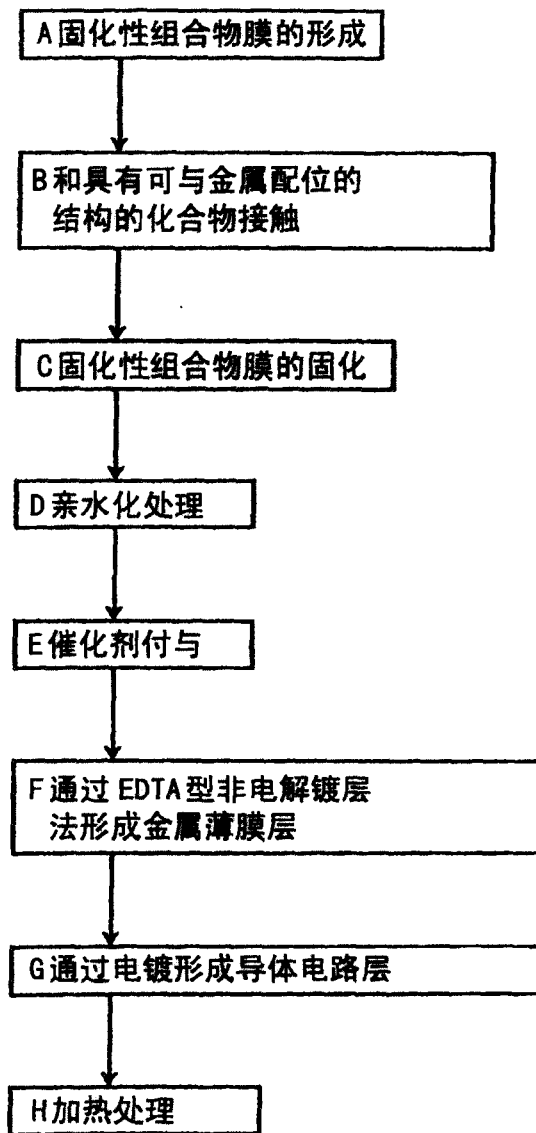 A固化性组合物膜的形成
B和具有可与金属配位的
结构的化合物接触
C固化性组合物膜的固化
D亲水化处理
E催化剂付与
F通过EDTA型非电解镀层
法形成金属薄膜层
G通过电镀形成导体电路层
H加热处理